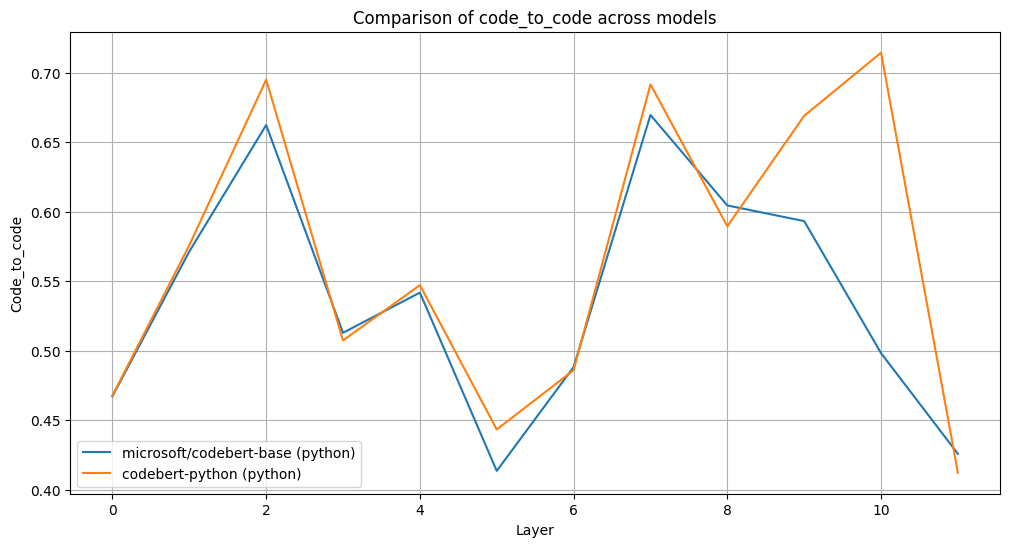 Comparison of code_to_code across models
Code_to_code
0.70
0.65
0.60
0.55
0.50
0.45
0.40
microsoft/codebert-base (python)
codebert-python (python)
0 2 4 6 8 10
Layer